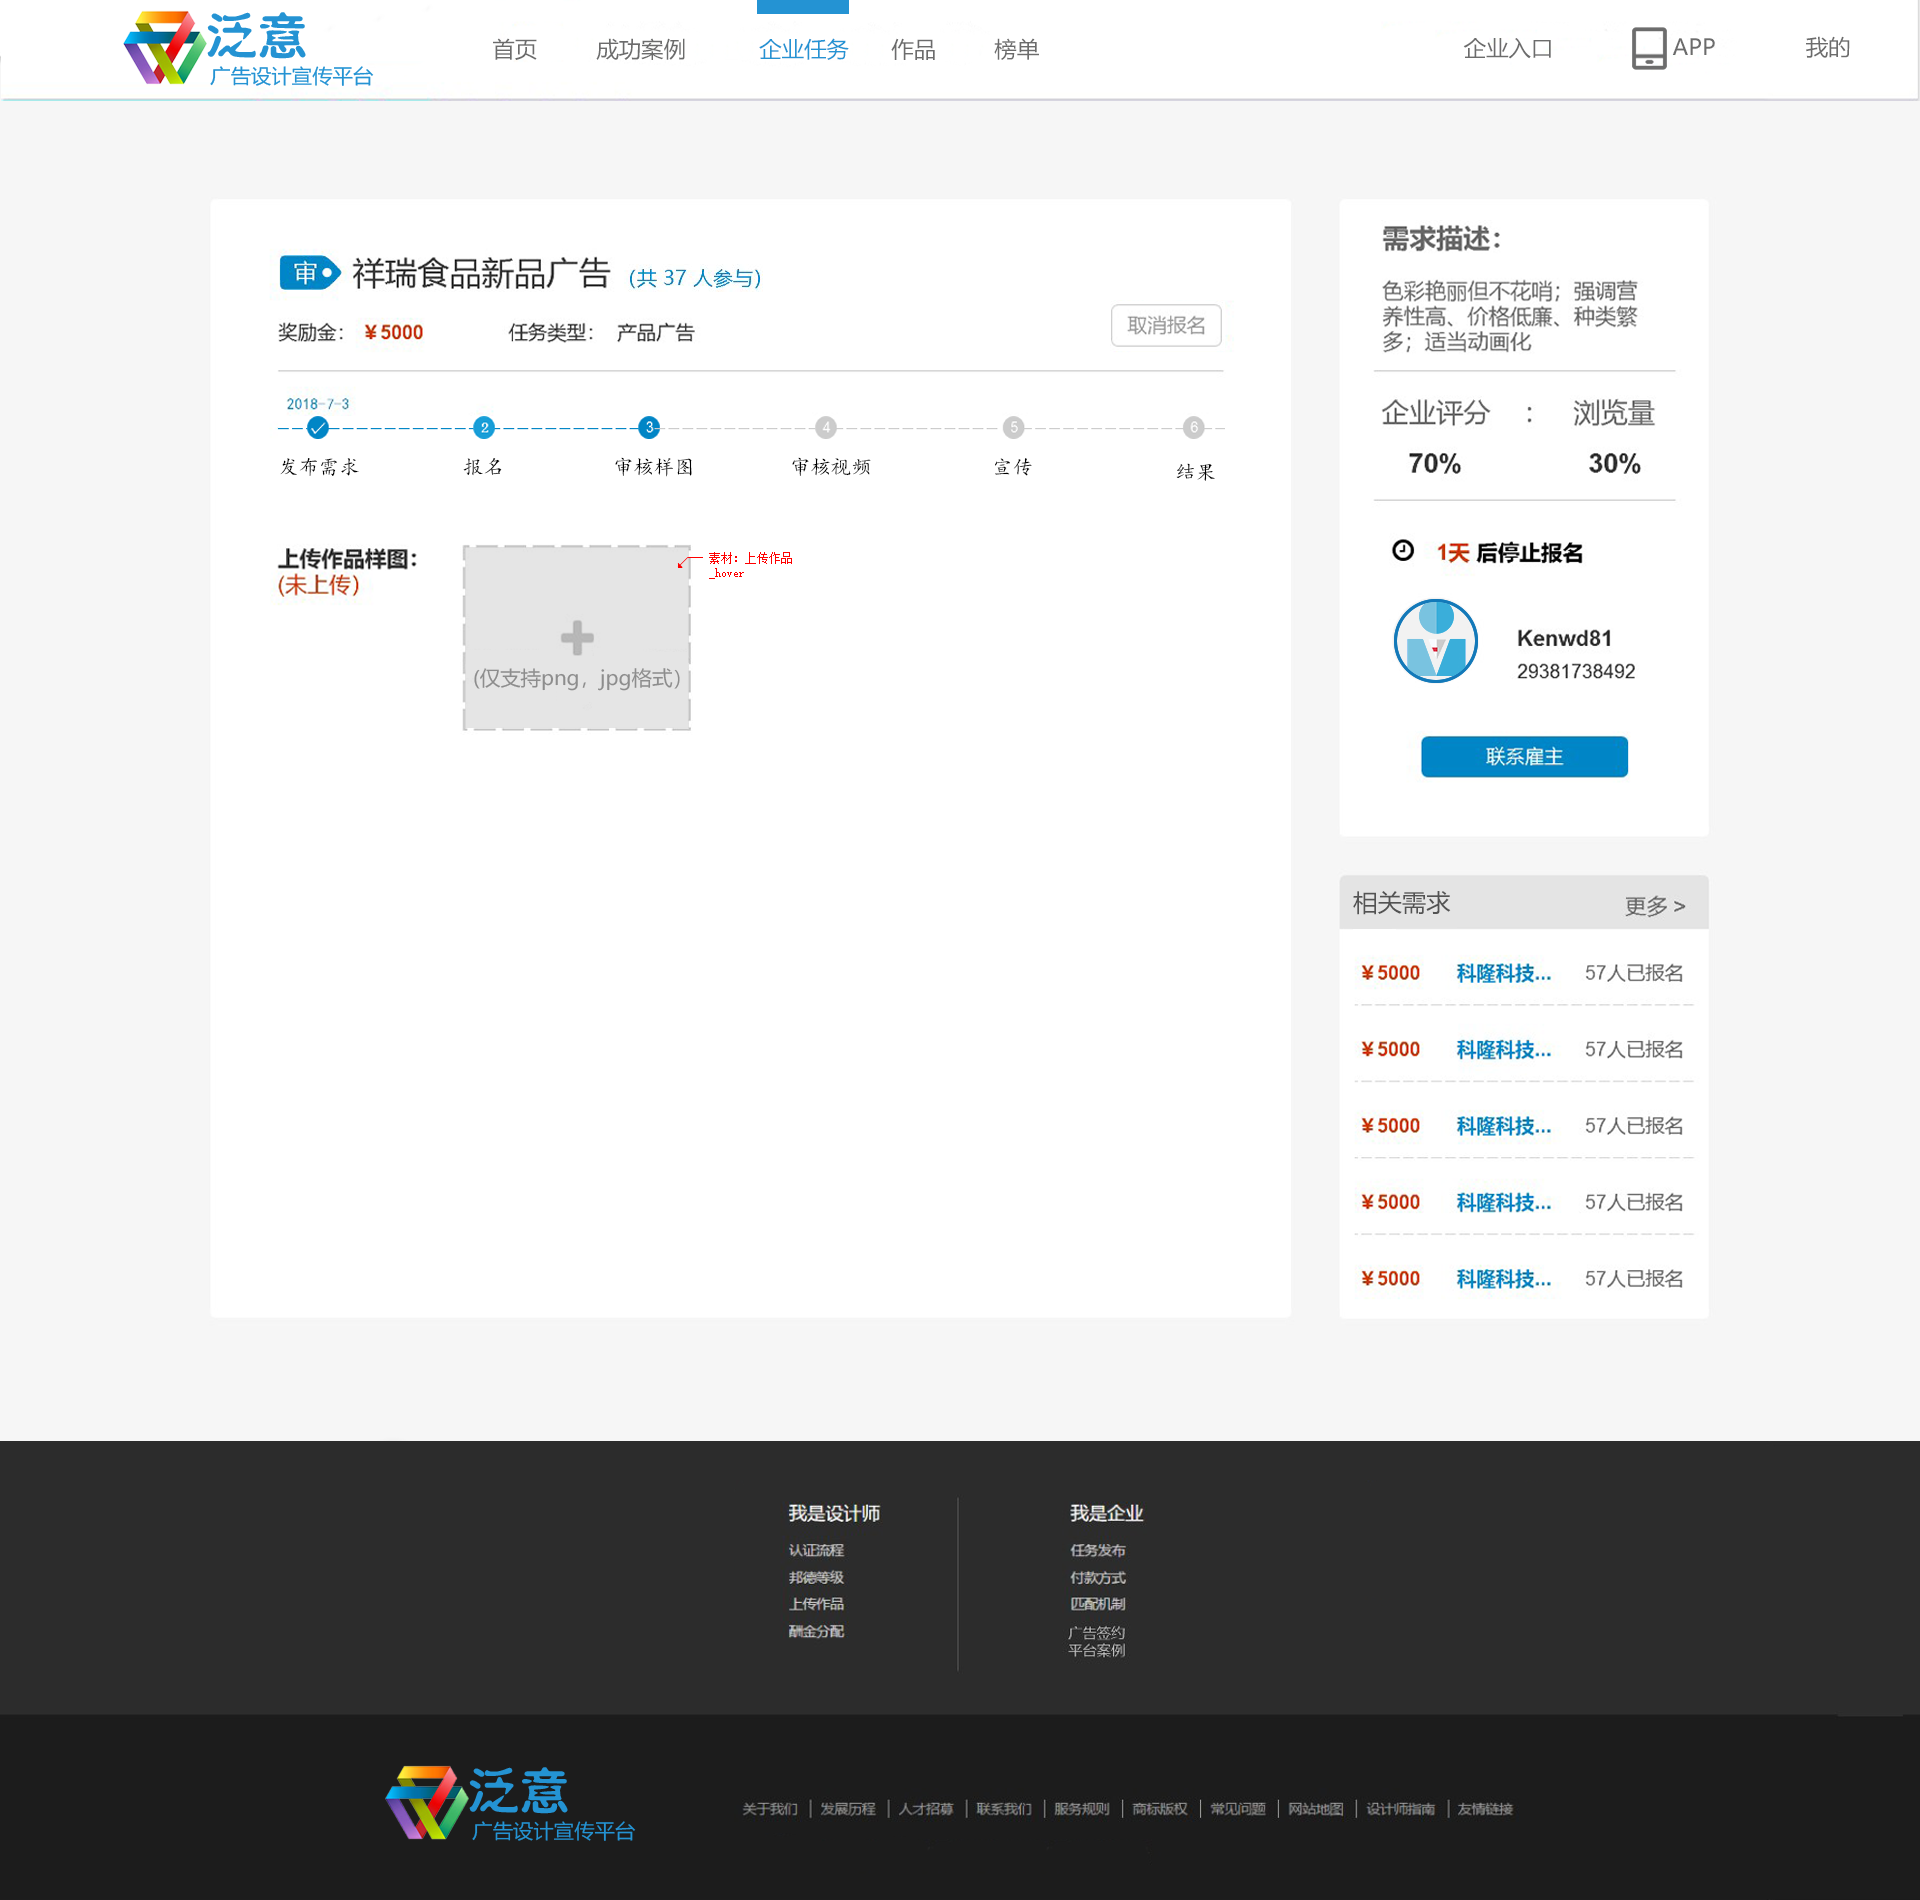 泛意
广告设计宣传平台
首页
成功案例
企业任务
作品
榜单
企业入口
APP
我的
审
祥瑞食品新品广告
(共 37 人参与)
奖励金：
¥5000
任务类型：
产品广告
取消报名
2018-7-3
2
3
4
5
6
发布需求
报名
审核样图
审核视频
宣传
结果
上传作品样图：
(未上传)
素材：上传作品
_hover
(仅支持png，jpg格式)
需求描述：
色彩艳丽但不花哨；强调营
养性高、价格低廉、种类繁
多；适当动画化
企业评分 : 浏览量
70% 30%
1天 后停止报名
Kenwd81
29381738492
联系雇主
相关需求
更多 >
¥5000 科隆科技... 57人已报名
¥5000 科隆科技... 57人已报名
¥5000 科隆科技... 57人已报名
¥5000 科隆科技... 57人已报名
¥5000 科隆科技... 57人已报名
我是设计师
认证流程
邦德等级
上传作品
酬金分配
我是企业
任务发布
付款方式
匹配机制
广告签约
平台案例
泛意
广告设计宣传平台
关于我们 | 发展历程 | 人才招募 | 联系我们 | 服务规则 | 商标版权 | 常见问题 | 网站地图 | 设计师指南 | 友情链接